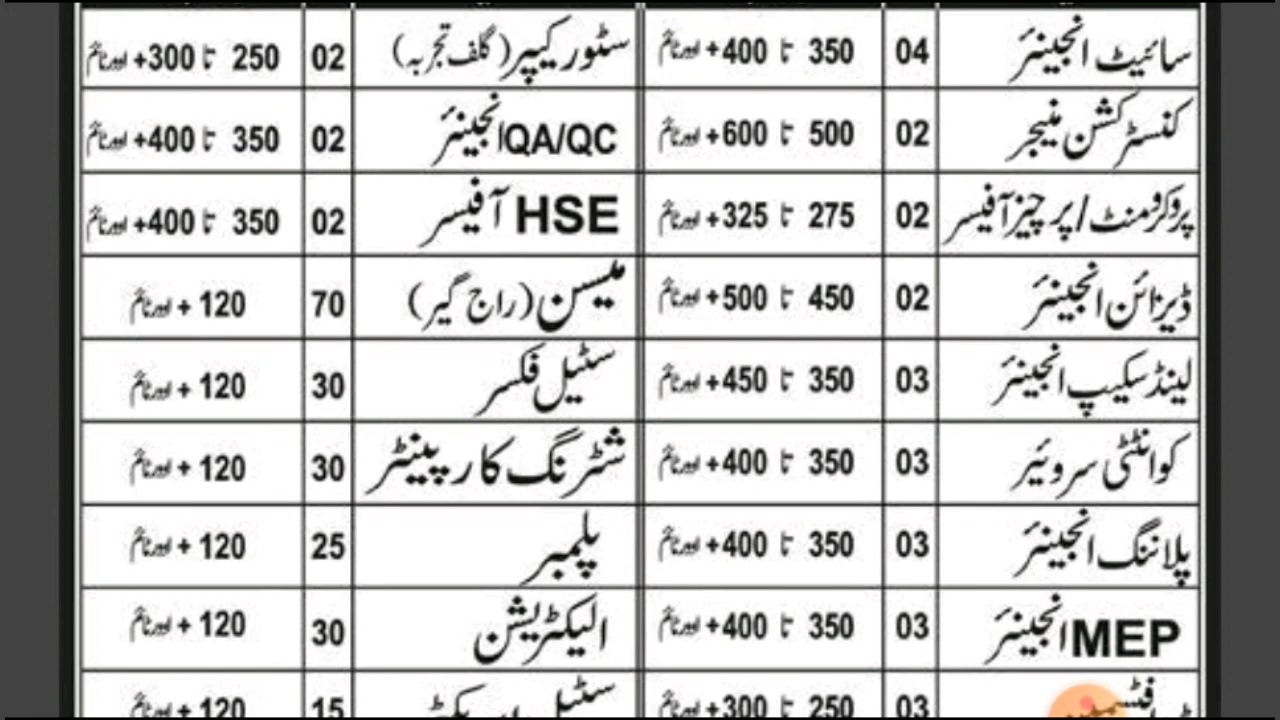 سائیٹ انجینئر 04 350 تا 400+ اوورٹائم سٹور کیپر (گلف تجربہ) 02 250 تا 300+ اوورٹائم
کنسٹرکشن منیجر 02 500 تا 600+ اوورٹائم QA/QC انجینئر 02 350 تا 400+ اوورٹائم
پروکرومنٹ / پرچیز آفیسر 02 275 تا 325+ اوورٹائم HSE آفیسر 02 350 تا 400+ اوورٹائم
ڈیزائن انجینئر 02 450 تا 500+ اوورٹائم میسن (راج گیر) 70 120 + اوورٹائم
لینڈ سکیپ انجینئر 03 350 تا 450+ اوورٹائم سٹیل فکسر 30 120 + اوورٹائم
کوانٹٹی سروئیر 03 350 تا 400+ اوورٹائم شٹرنگ کارپینٹر 30 120 + اوورٹائم
پلاننگ انجینئر 03 350 تا 400+ اوورٹائم پلمبر 25 120 + اوورٹائم
MEP انجینئر 03 350 تا 400+ اوورٹائم الیکٹریشن 30 120 + اوورٹائم
03 250 تا 300+ اوورٹائم سٹیل 15 120 + اوورٹائم